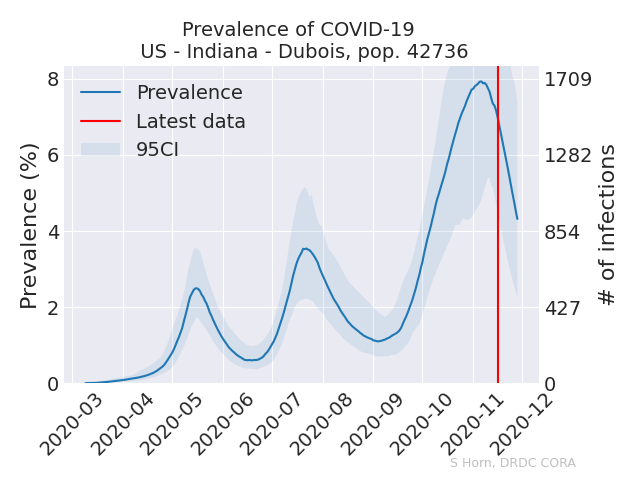 Prevalence of COVID-19
US - Indiana - Dubois, pop. 42736
Prevalence (%)
8
6
4
2
0
Prevalence
Latest data
95CI
1709
1282
854
427
0
# of infections
2020-03
2020-04
2020-05
2020-06
2020-07
2020-08
2020-09
2020-10
2020-11
2020-12
S Horn, DRDC CORA